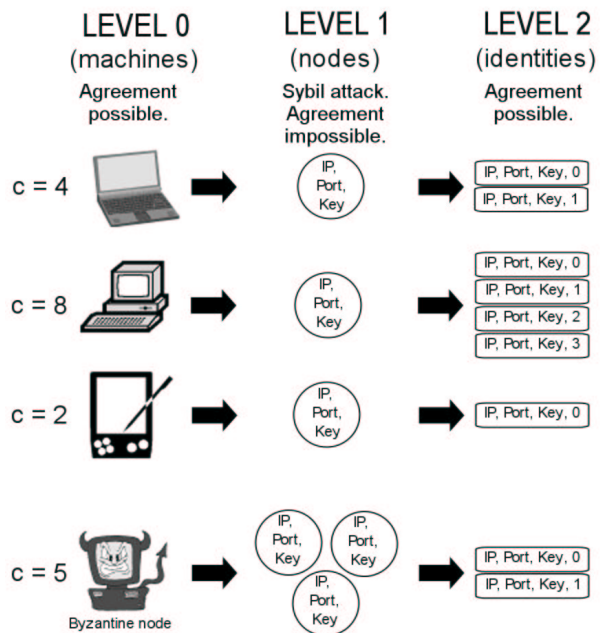 LEVEL 0
(machines)
Agreement
possible.
LEVEL 1
(nodes)
Sybil attack.
Agreement
impossible.
LEVEL 2
(identities)
Agreement
possible.
c = 4
IP,
Port,
Key
IP, Port, Key, 0
IP, Port, Key, 1
c = 8
IP,
Port,
Key
IP, Port, Key, 0
IP, Port, Key, 1
IP, Port, Key, 2
IP, Port, Key, 3
c = 2
IP,
Port,
Key
IP, Port, Key, 0
c = 5
Byzantine node
IP,
Port,
Key
IP,
Port,
Key
IP,
Port,
Key
IP, Port, Key, 0
IP, Port, Key, 1